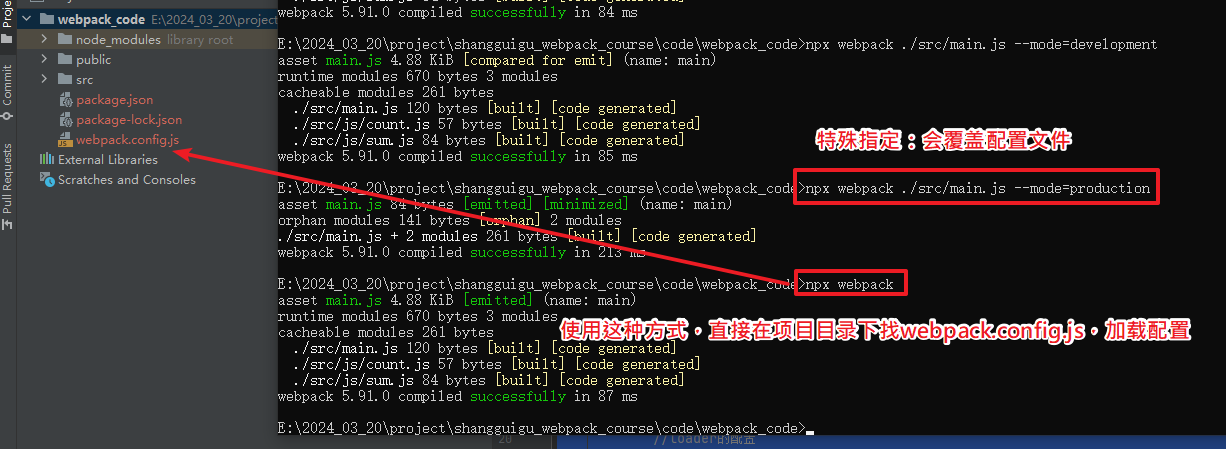 Proje
Commit
Pull Requests
webpack_code E:\2024_03_20\project
node_modules library root
public
src
package.json
package-lock.json
webpack.config.js
External Libraries
Scratches and Consoles
webpack 5.91.0 compiled successfully in 84 ms
E:\2024_03_20\project\shangguigu_webpack_course\code\webpack_code>npx webpack ./src/main.js --mode=development
asset main.js 4.88 KiB [compared for emit] (name: main)
runtime modules 670 bytes 3 modules
cacheable modules 261 bytes
./src/main.js 120 bytes [built] [code generated]
./src/js/count.js 57 bytes [built] [code generated]
./src/js/sum.js 84 bytes [built] [code generated]
webpack 5.91.0 compiled successfully in 85 ms
特殊指定：会覆盖配置文件
E:\2024_03_20\project\shangguigu_webpack_course\code\webpack_code>npx webpack ./src/main.js --mode=production
asset main.js 84 bytes [emitted] [minimized] (name: main)
orphan modules 141 bytes [orphan] 2 modules
./src/main.js + 2 modules 261 bytes [built] [code generated]
webpack 5.91.0 compiled successfully in 213 ms
E:\2024_03_20\project\shangguigu_webpack_course\code\webpack_code>npx webpack
asset main.js 4.88 KiB [emitted] (name: main)
runtime modules 670 bytes 3 modules
使用这种方式，直接在项目目录下找webpack.config.js，加载配置
cacheable modules 261 bytes
./src/main.js 120 bytes [built] [code generated]
./src/js/count.js 57 bytes [built] [code generated]
./src/js/sum.js 84 bytes [built] [code generated]
webpack 5.91.0 compiled successfully in 87 ms
E:\2024_03_20\project\shangguigu_webpack_course\code\webpack_code>
20 //loader的配置